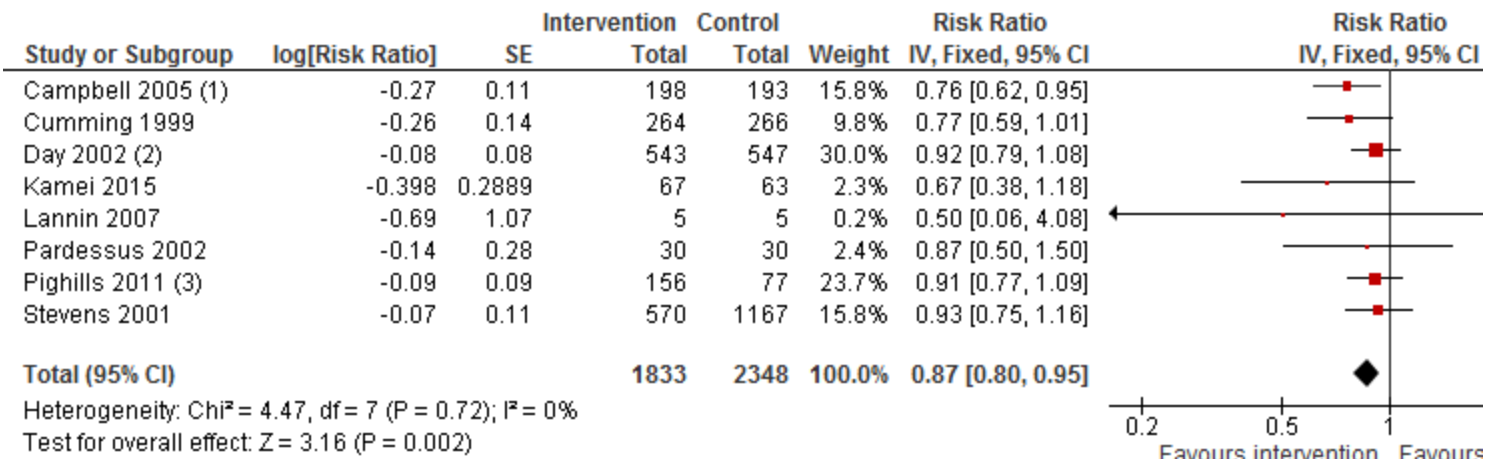 Intervention Control Risk Ratio Risk Ratio
Study or Subgroup log[Risk Ratio] SE Total Total Weight IV, Fixed, 95% CI IV, Fixed, 95% CI
Campbell 2005 (1) -0.27 0.11 198 193 15.8% 0.76 [0.62, 0.95]
Cumming 1999 -0.26 0.14 264 266 9.8% 0.77 [0.59, 1.01]
Day 2002 (2) -0.08 0.08 543 547 30.0% 0.92 [0.79, 1.08]
Kamei 2015 -0.398 0.2889 67 63 2.3% 0.67 [0.38, 1.18]
Lannin 2007 -0.69 1.07 5 5 0.2% 0.50 [0.06, 4.08]
Pardessus 2002 -0.14 0.28 30 30 2.4% 0.87 [0.50, 1.50]
Pighills 2011 (3) -0.09 0.09 156 77 23.7% 0.91 [0.77, 1.09]
Stevens 2001 -0.07 0.11 570 1167 15.8% 0.93 [0.75, 1.16]
Total (95% CI) 1833 2348 100.0% 0.87 [0.80, 0.95]
Heterogeneity: Chi² = 4.47, df = 7 (P = 0.72); I² = 0%
Test for overall effect: Z = 3.16 (P = 0.002)
0.2 0.5 1
Favours intervention Favours